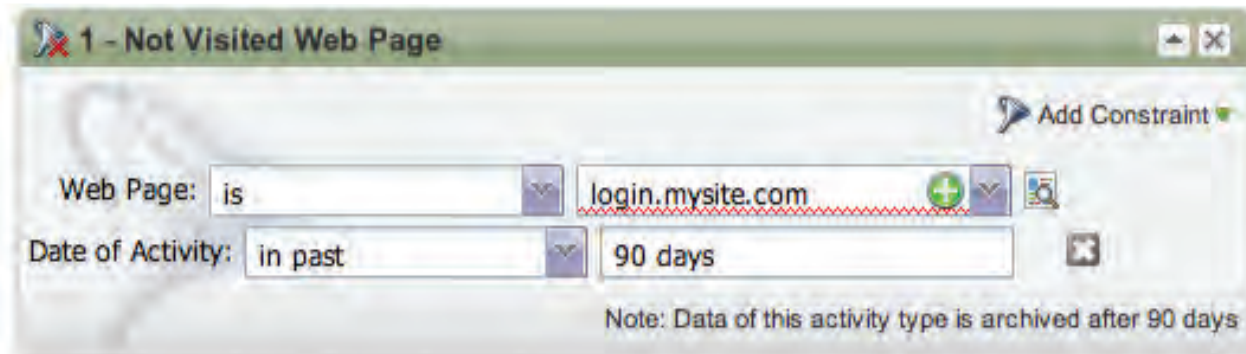 1 - Not Visited Web Page
Add Constraint
Web Page: is login.mysite.com
Date of Activity: in past 90 days
Note: Data of this activity type is archived after 90 days